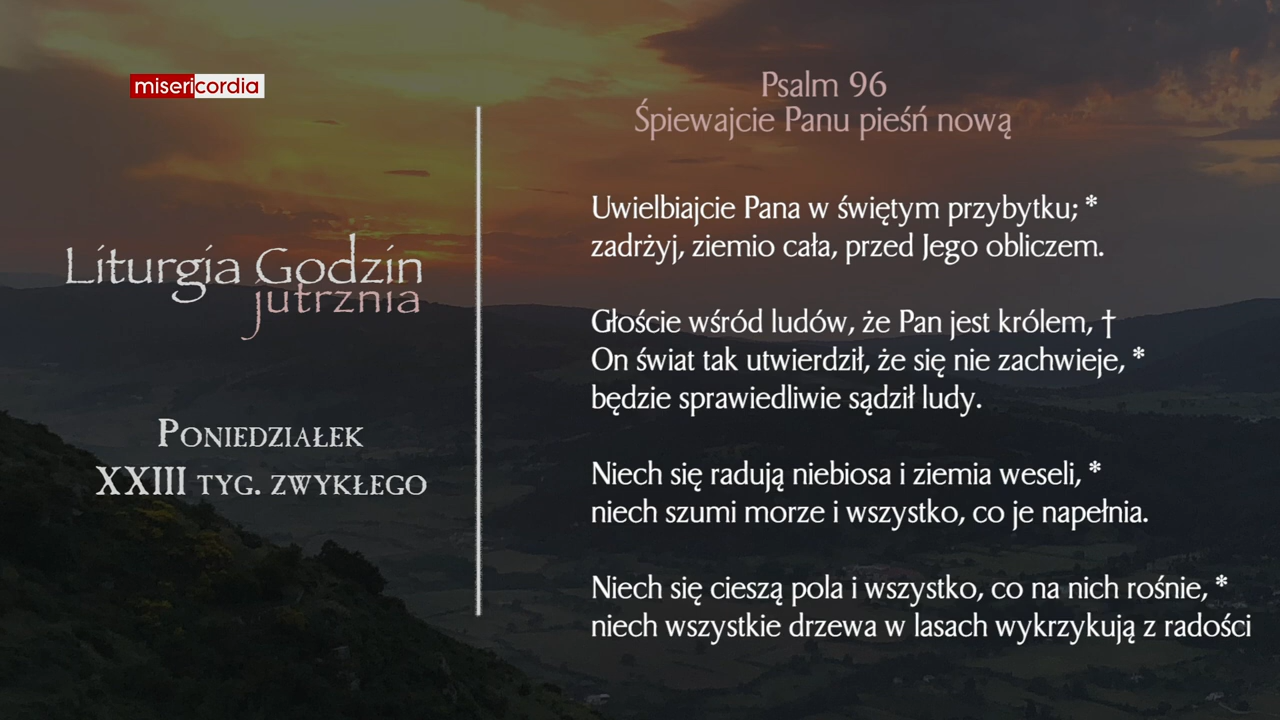 misericordia
Liturgia Godzin
jutrznia
Poniedziałek
XXIII tyg. zwykłego
Psalm 96
Śpiewajcie Panu pieśń nową
Uwielbiajcie Pana w świętym przybytku; *
zadrżyj, ziemio cała, przed Jego obliczem.
Głoście wśród ludów, że Pan jest królem, †
On świat tak utwierdził, że się nie zachwieje, *
będzie sprawiedliwie sądził ludy.
Niech się radują niebiosa i ziemia weseli, *
niech szumi morze i wszystko, co je napełnia.
Niech się cieszą pola i wszystko, co na nich rośnie, *
niech wszystkie drzewa w lasach wykrzykują z radości